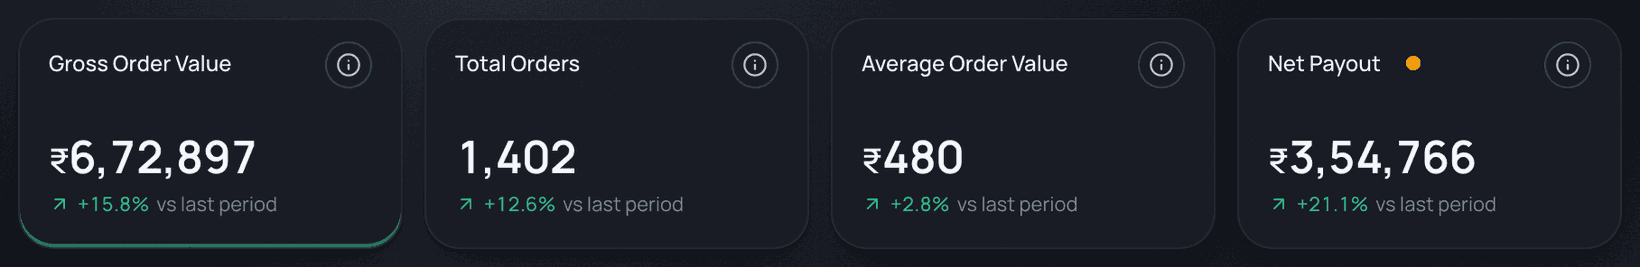 Gross Order Value
₹6,72,897
+15.8% vs last period
Total Orders
1,402
+12.6% vs last period
Average Order Value
₹480
+2.8% vs last period
Net Payout
₹3,54,766
+21.1% vs last period